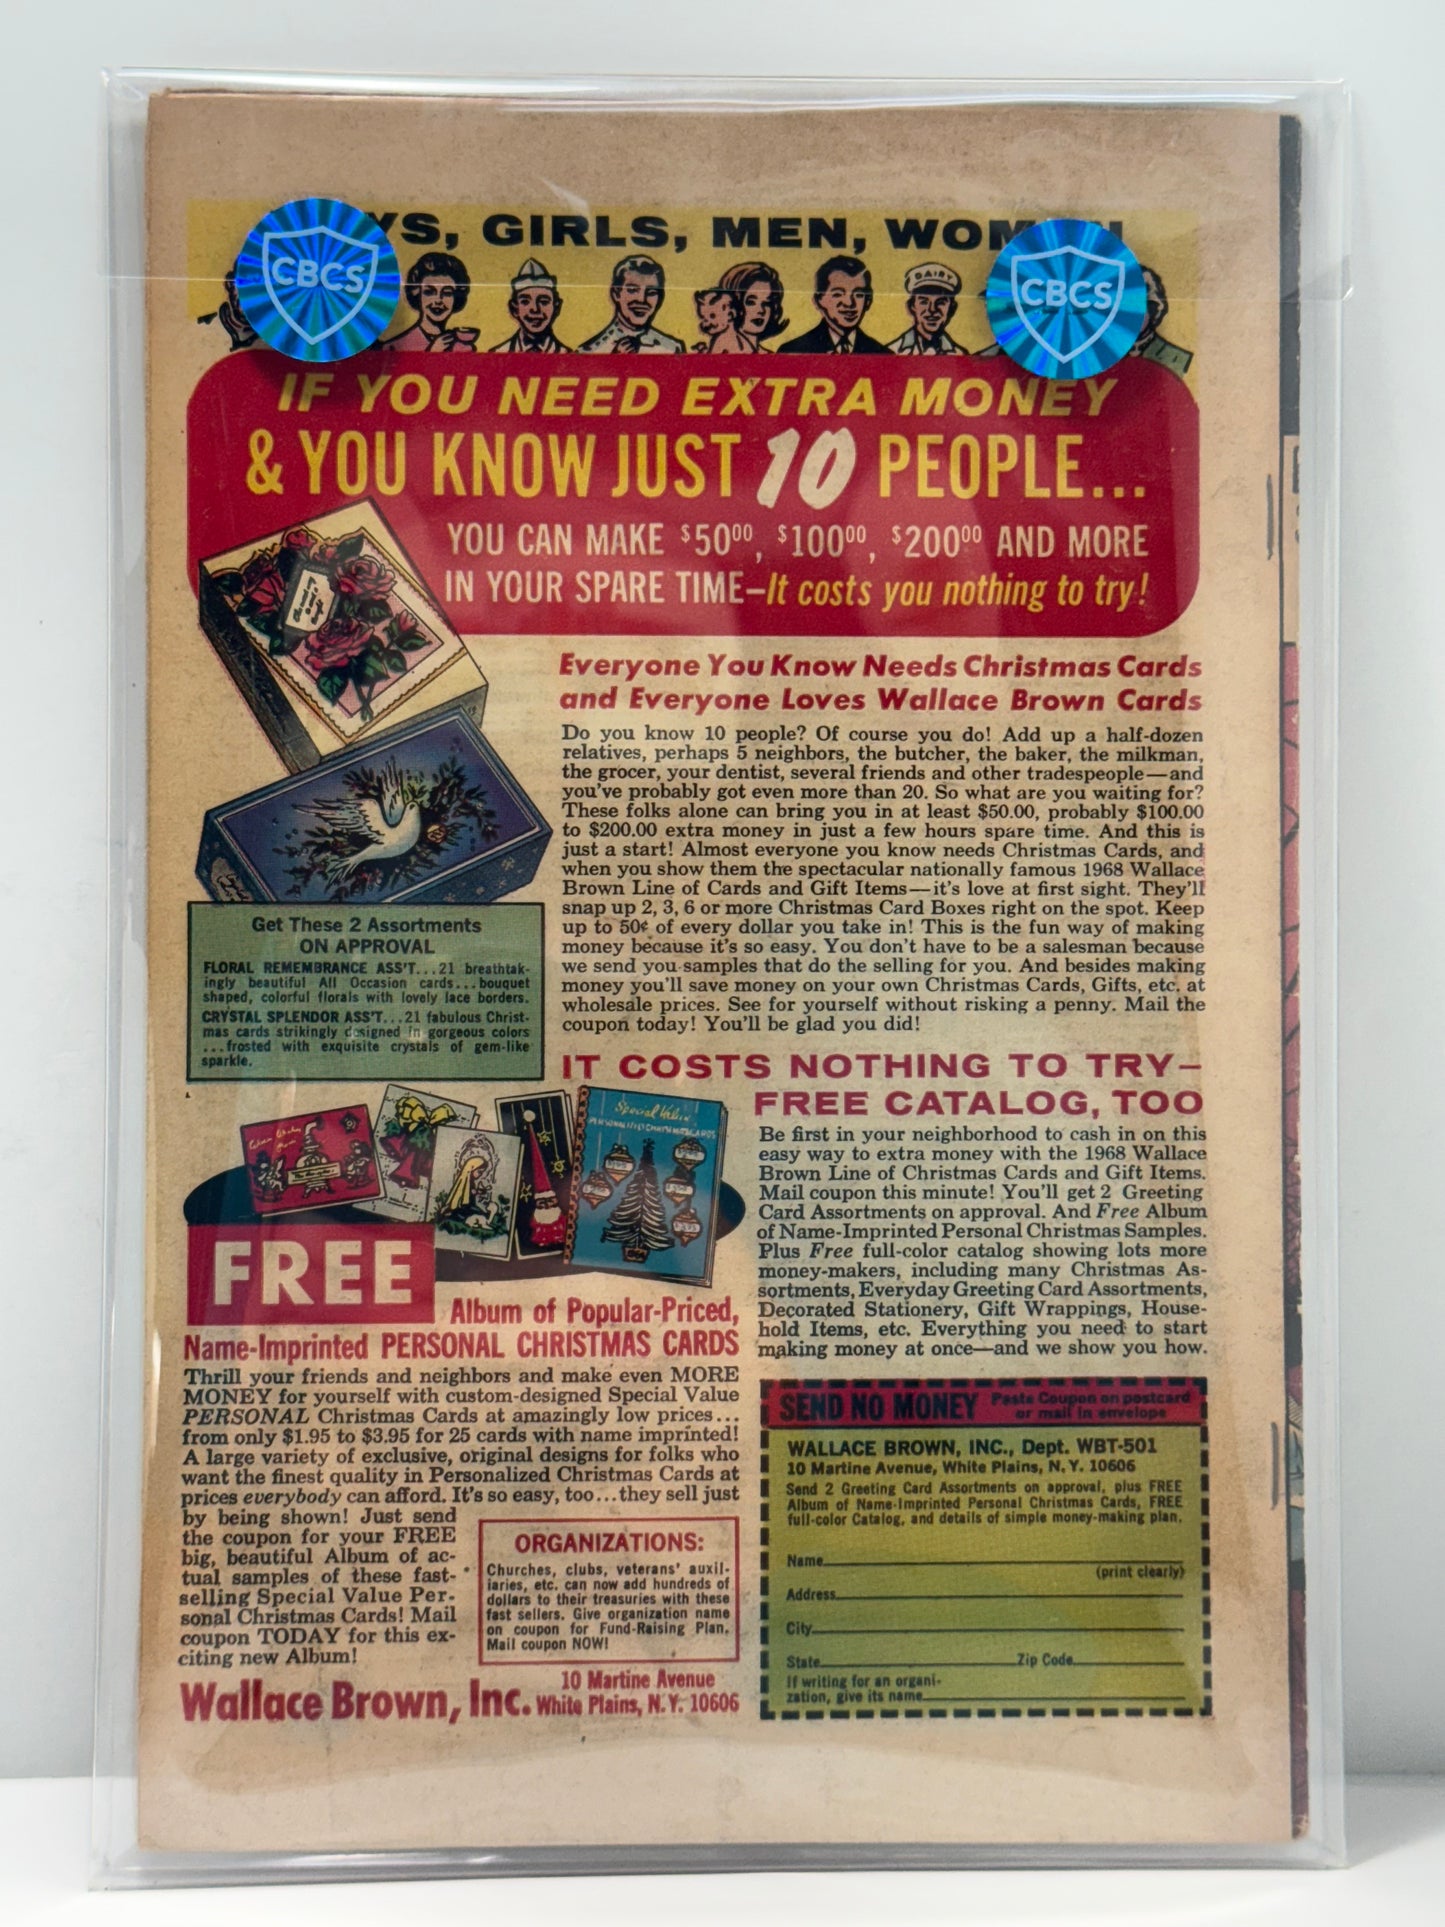 YS, GIRLS, MEN, WOM
CBCS
CBCS
DAIRY
IF YOU NEED EXTRA MONEY
& YOU KNOW JUST 10 PEOPLE...
YOU CAN MAKE $50⁰⁰, $100⁰⁰, $200⁰⁰ AND MORE
IN YOUR SPARE TIME–It costs you nothing to try!
Everyone You Know Needs Christmas Cards
and Everyone Loves Wallace Brown Cards
Do you know 10 people? Of course you do! Add up a half-dozen
relatives, perhaps 5 neighbors, the butcher, the baker, the milkman,
the grocer, your dentist, several friends and other tradespeople—and
you've probably got even more than 20. So what are you waiting for?
These folks alone can bring you in at least $50.00, probably $100.00
to $200.00 extra money in just a few hours spare time. And this is
just a start! Almost everyone you know needs Christmas Cards, and
when you show them the spectacular nationally famous 1968 Wallace
Brown Line of Cards and Gift Items—it's love at first sight. They'll
snap up 2, 3, 6 or more Christmas Card Boxes right on the spot. Keep
up to 50¢ of every dollar you take in! This is the fun way of making
money because it's so easy. You don't have to be a salesman because
we send you samples that do the selling for you. And besides making
money you'll save money on your own Christmas Cards, Gifts, etc. at
wholesale prices. See for yourself without risking a penny. Mail the
coupon today! You'll be glad you did!
Get These 2 Assortments
ON APPROVAL
FLORAL REMEMBRANCE ASS'T...21 breathtak-
ingly beautiful All Occasion cards...bouquet
shaped, colorful florals with lovely lace borders.
CRYSTAL SPLENDOR ASS'T...21 fabulous Christ-
mas cards strikingly designed in gorgeous colors
...frosted with exquisite crystals of gem-like
sparkle.
IT COSTS NOTHING TO TRY–
FREE CATALOG, TOO
Be first in your neighborhood to cash in on this
easy way to extra money with the 1968 Wallace
Brown Line of Christmas Cards and Gift Items.
Mail coupon this minute! You'll get 2 Greeting
Card Assortments on approval. And Free Album
of Name-Imprinted Personal Christmas Samples.
Plus Free full-color catalog showing lots more
money-makers, including many Christmas As-
sortments, Everyday Greeting Card Assortments,
Decorated Stationery, Gift Wrappings, House-
hold Items, etc. Everything you need to start
making money at once—and we show you how.
Special Value
PERSONALIZED CHRISTMAS CARDS
FREE
Album of Popular-Priced,
Name-Imprinted PERSONAL CHRISTMAS CARDS
Thrill your friends and neighbors and make even MORE
MONEY for yourself with custom-designed Special Value
PERSONAL Christmas Cards at amazingly low prices...
from only $1.95 to $3.95 for 25 cards with name imprinted!
A large variety of exclusive, original designs for folks who
want the finest quality in Personalized Christmas Cards at
prices everybody can afford. It's so easy, too...they sell just
by being shown! Just send
the coupon for your FREE
big, beautiful Album of ac-
tual samples of these fast-
selling Special Value Per-
sonal Christmas Cards! Mail
coupon TODAY for this ex-
citing new Album!
ORGANIZATIONS:
Churches, clubs, veterans' auxil-
iaries, etc. can now add hundreds of
dollars to their treasuries with these
fast sellers. Give organization name
on coupon for Fund-Raising Plan.
Mail coupon NOW!
Wallace Brown, Inc.
10 Martine Avenue
White Plains, N.Y. 10606
SEND NO MONEY
Paste Coupon on postcard
or mail in envelope
WALLACE BROWN, INC., Dept. WBT-501
10 Martine Avenue, White Plains, N.Y. 10606
Send 2 Greeting Card Assortments on approval, plus FREE
Album of Name-Imprinted Personal Christmas Cards, FREE
full-color Catalog, and details of simple money-making plan.
Name
(print clearly)
Address
City
State Zip Code
If writing for an organi-
zation, give its name